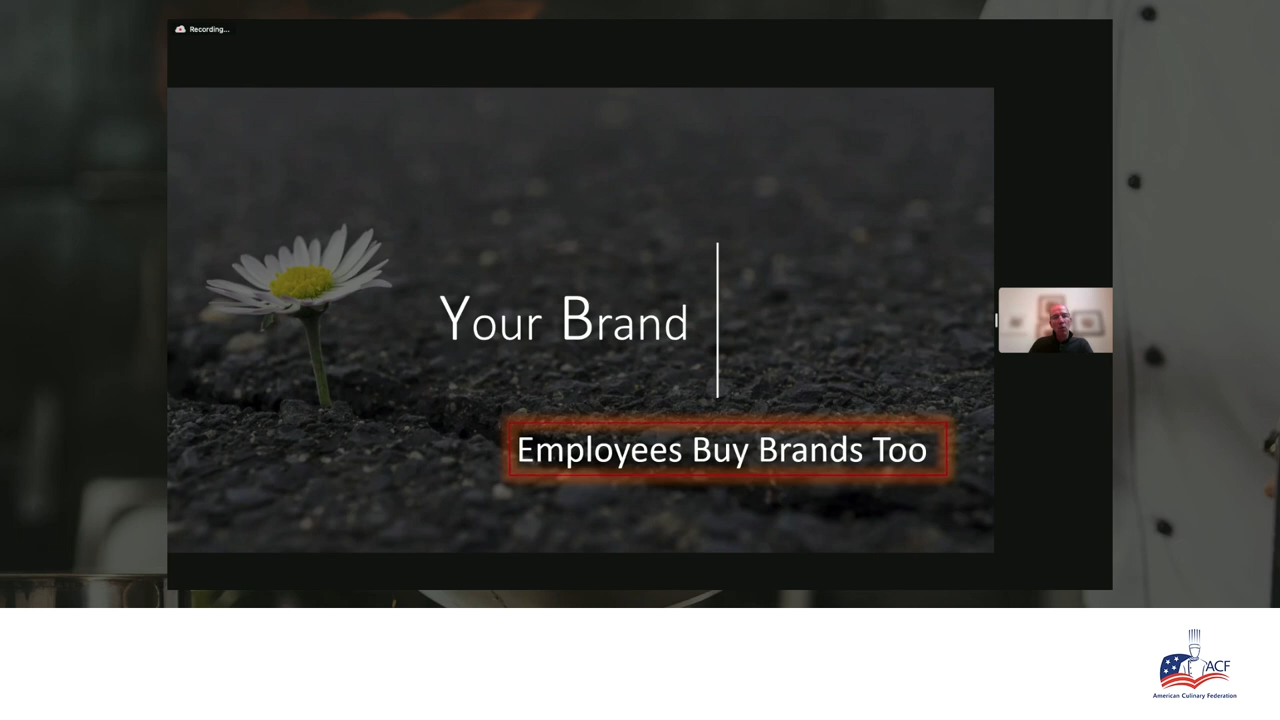 Recording...
Your Brand
Employees Buy Brands Too
ACF
American Culinary Federation